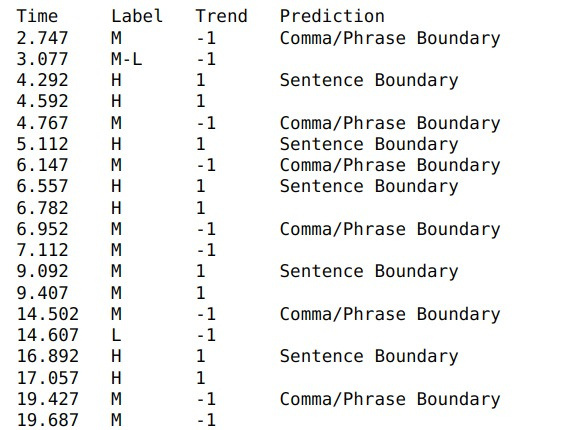 Time Label Trend Prediction
2.747 M -1 Comma/Phrase Boundary
3.077 M-L -1
4.292 H 1 Sentence Boundary
4.592 H 1
4.767 M -1 Comma/Phrase Boundary
5.112 H 1 Sentence Boundary
6.147 M -1 Comma/Phrase Boundary
6.557 H 1 Sentence Boundary
6.782 H 1
6.952 M -1 Comma/Phrase Boundary
7.112 M -1
9.092 M 1 Sentence Boundary
9.407 M 1
14.502 M -1 Comma/Phrase Boundary
14.607 L -1
16.892 H 1 Sentence Boundary
17.057 H 1
19.427 M -1 Comma/Phrase Boundary
19.687 M -1